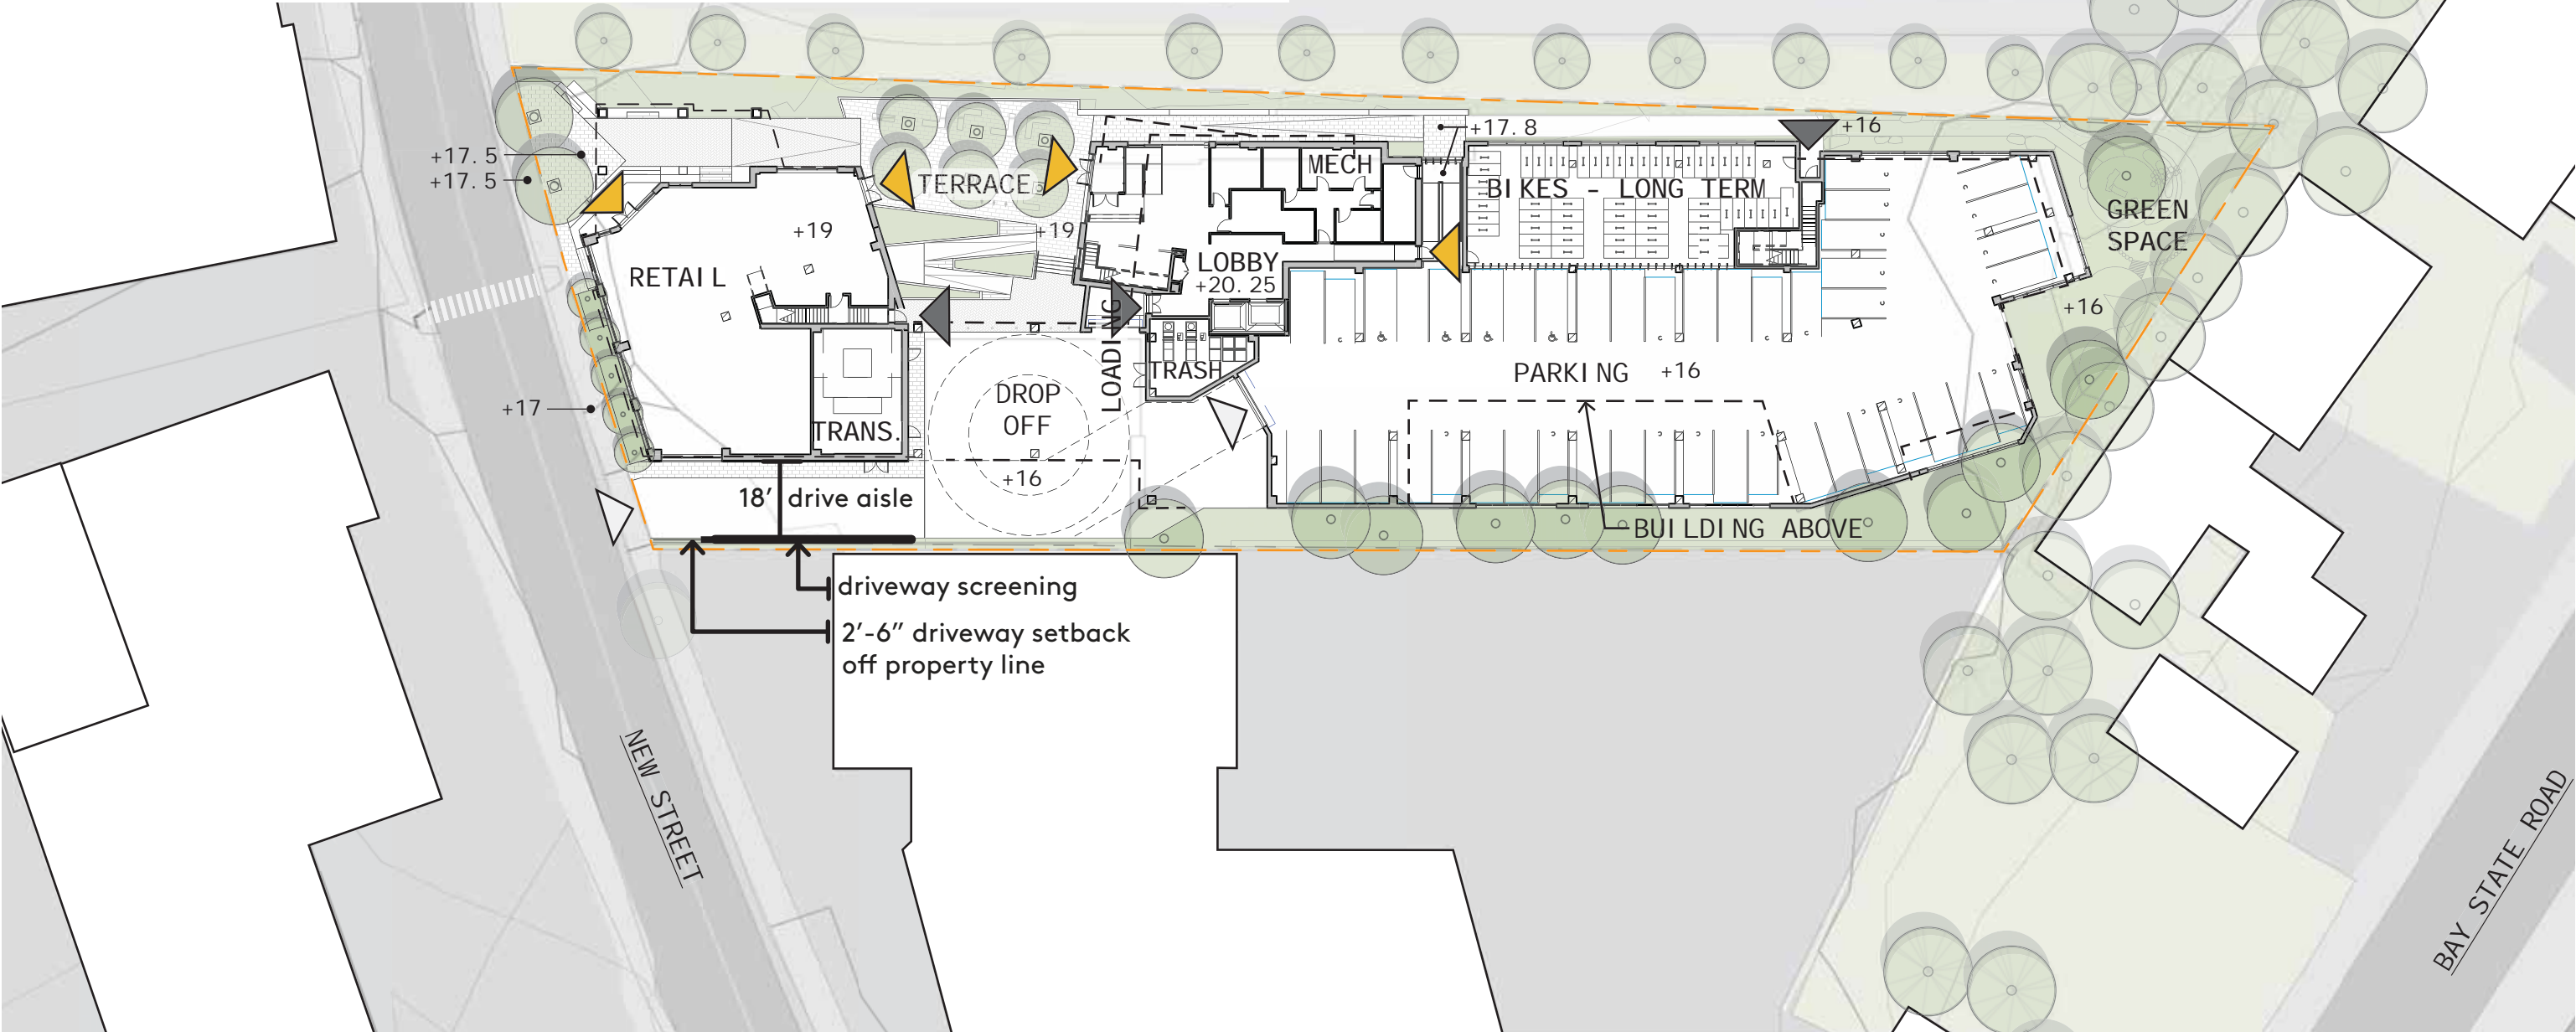 +17.8
+16
+17.5
+17.5
MECH
TERRACE
BIKES - LONG TERM
GREEN
SPACE
+19
+19
RETAIL
LOBBY
+20.25
+16
LOADING
TRASH
PARKING +16
DROP
OFF
+17
TRANS.
+16
18' drive aisle
BUILDING ABOVE
driveway screening
2'-6" driveway setback
off property line
NEW STREET
BAY STATE ROAD